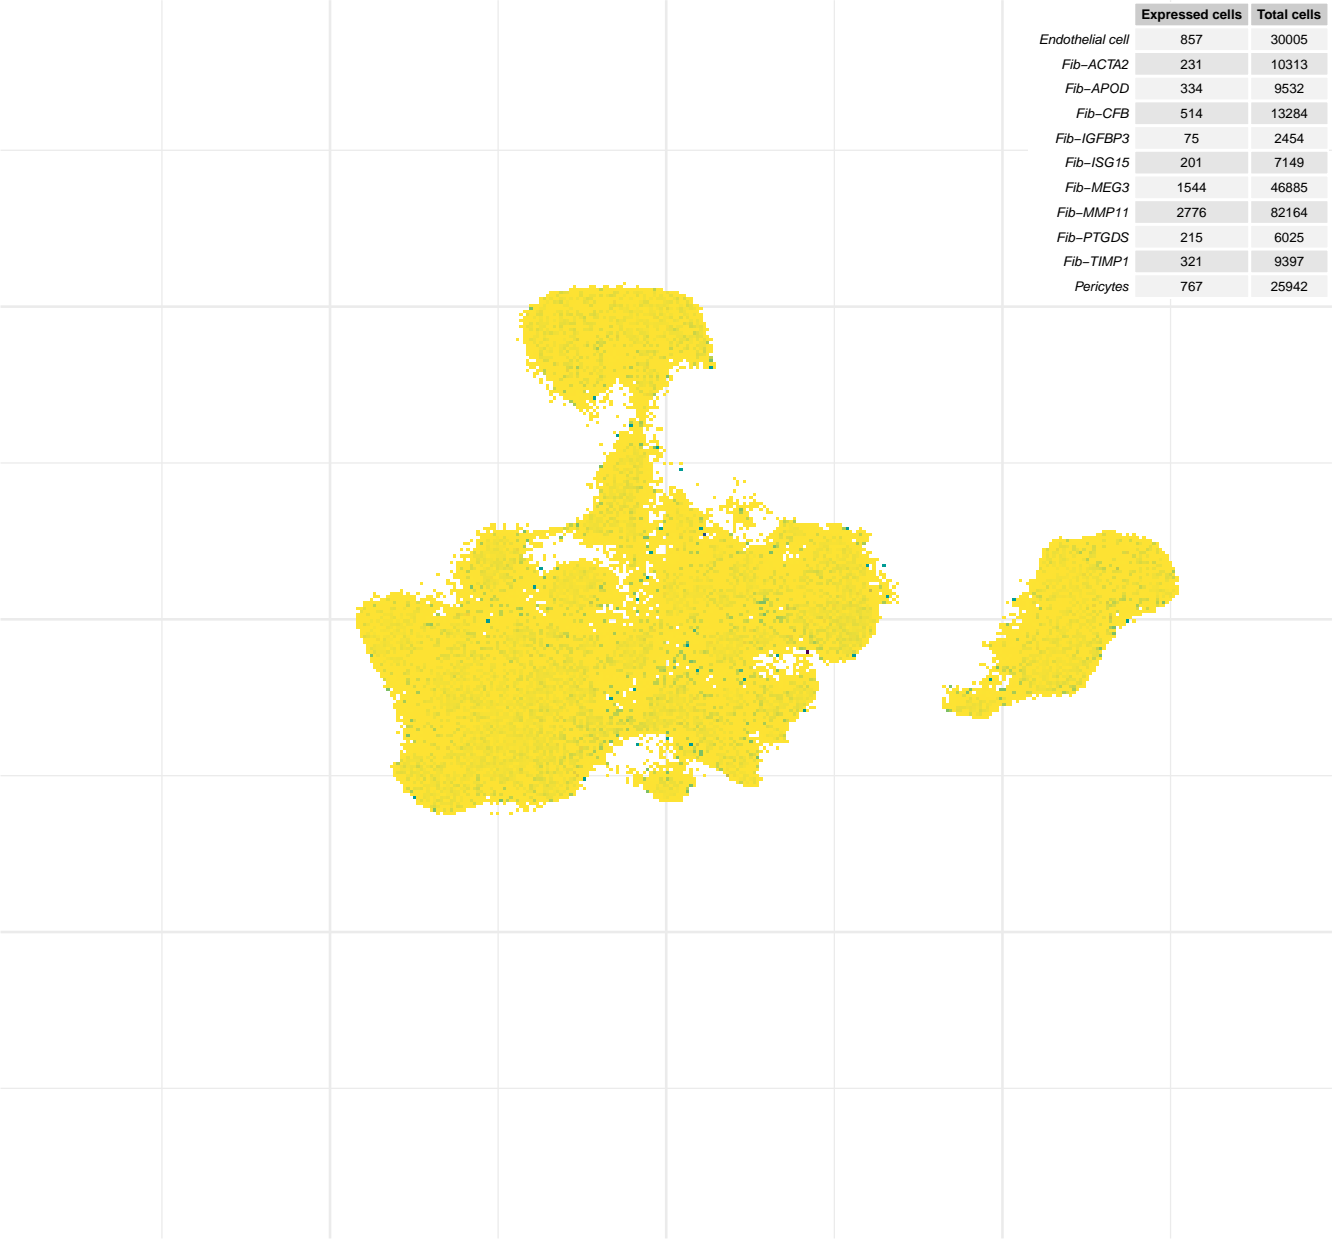 Expressed cells Total cells
Endothelial cell 857 30005
Fib−ACTA2 231 10313
Fib−APOD 334 9532
Fib−CFB 514 13284
Fib−IGFBP3 75 2454
Fib−ISG15 201 7149
Fib−MEG3 1544 46885
Fib−MMP11 2776 82164
Fib−PTGDS 215 6025
Fib−TIMP1 321 9397
Pericytes 767 25942